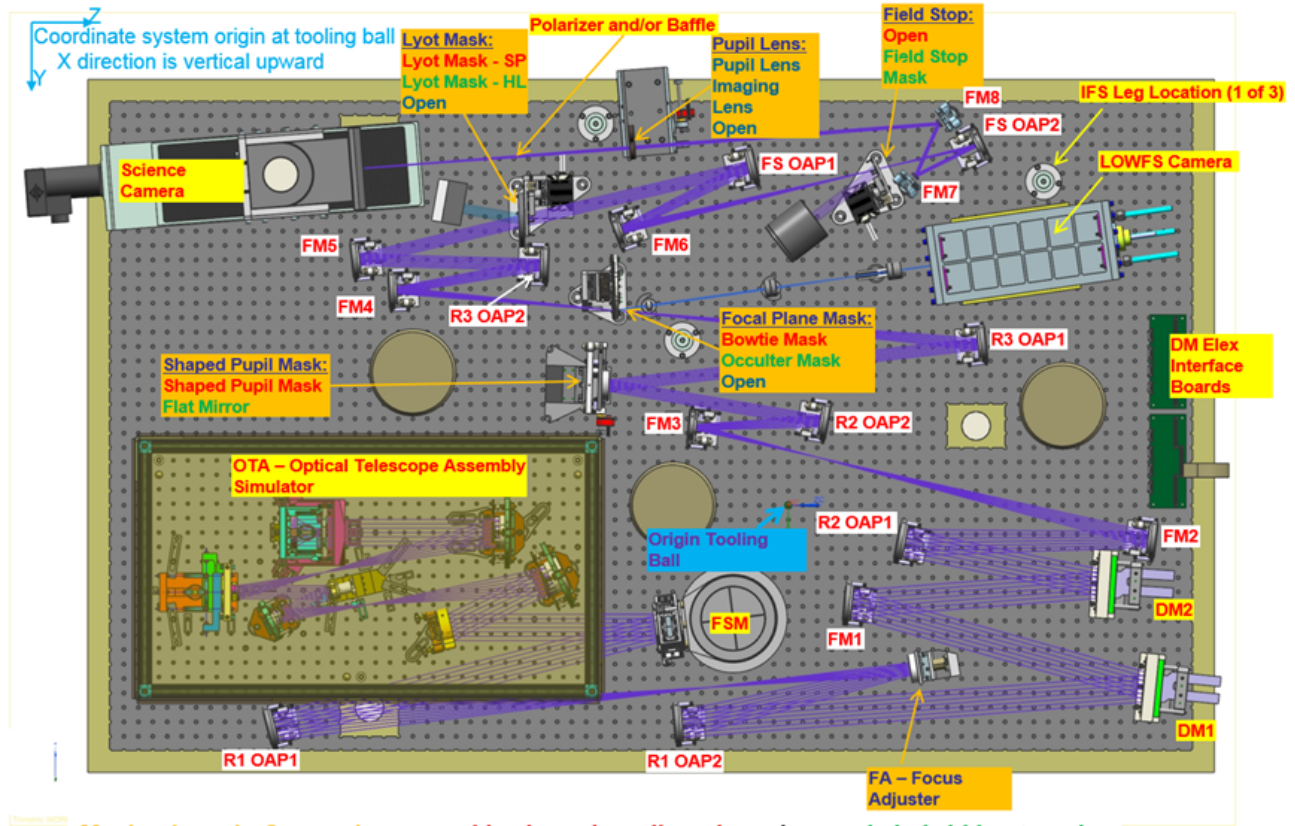 Z
Coordinate system origin at tooling ball
X direction is vertical upward
Y
Lyot Mask:
Lyot Mask - SP
Lyot Mask - HL
Open
Polarizer and/or Baffle
Pupil Lens:
Pupil Lens
Imaging
Lens
Open
Field Stop:
Open
Field Stop
Mask
FM8
FS OAP2
IFS Leg Location (1 of 3)
LOWFS Camera
Science
Camera
FS OAP1
FM7
FM5
FM6
FM4
R3 OAP2
Focal Plane Mask:
Bowtie Mask
Occulter Mask
Open
R3 OAP1
DM Elex
Interface
Boards
Shaped Pupil Mask:
Shaped Pupil Mask
Flat Mirror
FM3
R2 OAP2
OTA – Optical Telescope Assembly
Simulator
R2 OAP1
Origin Tooling
Ball
FM2
FSM
FM1
DM2
DM1
R1 OAP1
R1 OAP2
FA – Focus
Adjuster